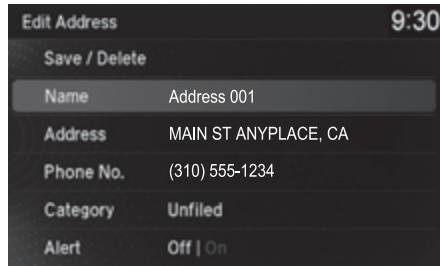 Edit Address 9:30
Save / Delete
Name Address 001
Address MAIN ST ANYPLACE, CA
Phone No. (310) 555-1234
Category Unfiled
Alert Off | On